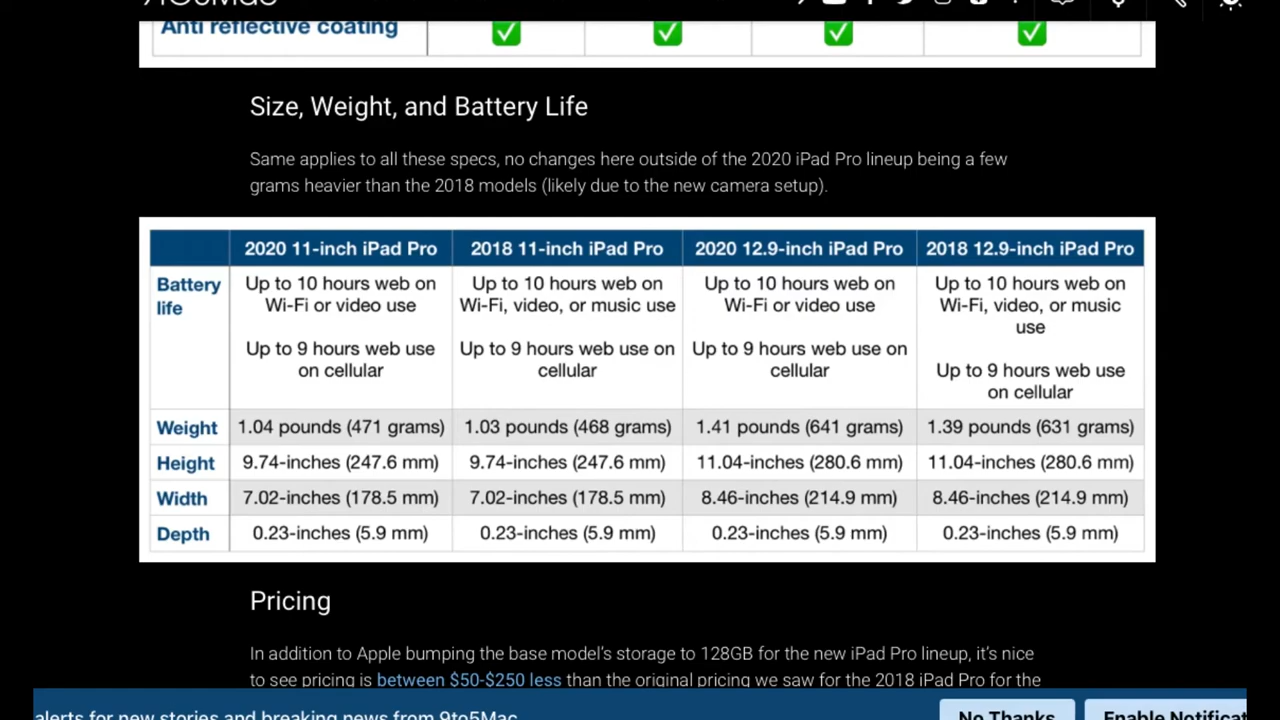 9to5Mac
Anti reflective coating
Size, Weight, and Battery Life
Same applies to all these specs, no changes here outside of the 2020 iPad Pro lineup being a few
grams heavier than the 2018 models (likely due to the new camera setup).
2020 11-inch iPad Pro 2018 11-inch iPad Pro 2020 12.9-inch iPad Pro 2018 12.9-inch iPad Pro
Battery life
Up to 10 hours web on
Wi-Fi or video use
Up to 9 hours web use
on cellular
Up to 10 hours web on
Wi-Fi, video, or music use
Up to 9 hours web use on
cellular
Up to 10 hours web on
Wi-Fi or video use
Up to 9 hours web use on
cellular
Up to 10 hours web on
Wi-Fi, video, or music
use
Up to 9 hours web use
on cellular
Weight 1.04 pounds (471 grams) 1.03 pounds (468 grams) 1.41 pounds (641 grams) 1.39 pounds (631 grams)
Height 9.74-inches (247.6 mm) 9.74-inches (247.6 mm) 11.04-inches (280.6 mm) 11.04-inches (280.6 mm)
Width 7.02-inches (178.5 mm) 7.02-inches (178.5 mm) 8.46-inches (214.9 mm) 8.46-inches (214.9 mm)
Depth 0.23-inches (5.9 mm) 0.23-inches (5.9 mm) 0.23-inches (5.9 mm) 0.23-inches (5.9 mm)
Pricing
In addition to Apple bumping the base model's storage to 128GB for the new iPad Pro lineup, it's nice
to see pricing is between $50-$250 less than the original pricing we saw for the 2018 iPad Pro for the
alerts for new stories and breaking news from 9to5Mac
No Thanks
Enable Notificat